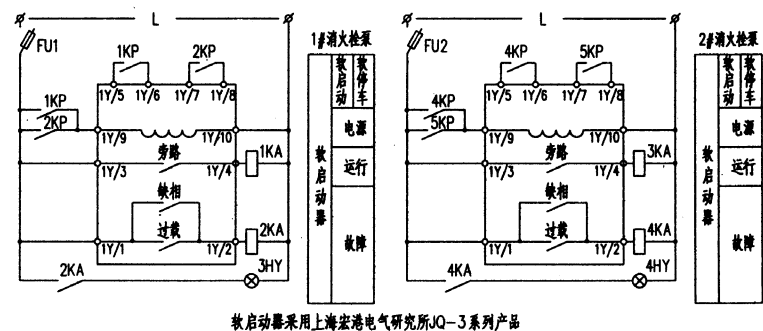 L
FU1
1KP
2KP
1Y/5
1Y/6
1Y/7
1Y/8
1KP
2KP
1Y/9
1Y/10
旁路
1KA
1Y/3
1Y/4
缺相
过载
2KA
1Y/1
1Y/2
2KA
3HY
1#消火栓泵
软启动
软停车
电源
运行
故障
软启动器
L
FU2
4KP
5KP
1Y/5
1Y/6
1Y/7
1Y/8
4KP
5KP
1Y/9
1Y/10
旁路
3KA
1Y/3
1Y/4
缺相
过载
4KA
1Y/1
1Y/2
4KA
4HY
2#消火栓泵
软启动
软停车
电源
运行
故障
软启动器
软启动器采用上海宏港电气研究所JQ-3系列产品